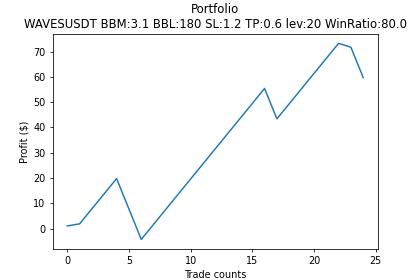 Portfolio
WAVESUSDT BBM:3.1 BBL:180 SL:1.2 TP:0.6 lev:20 WinRatio:80.0
70
60
50
40
30
20
10
0
Profit ($)
0 5 10 15 20 25
Trade counts